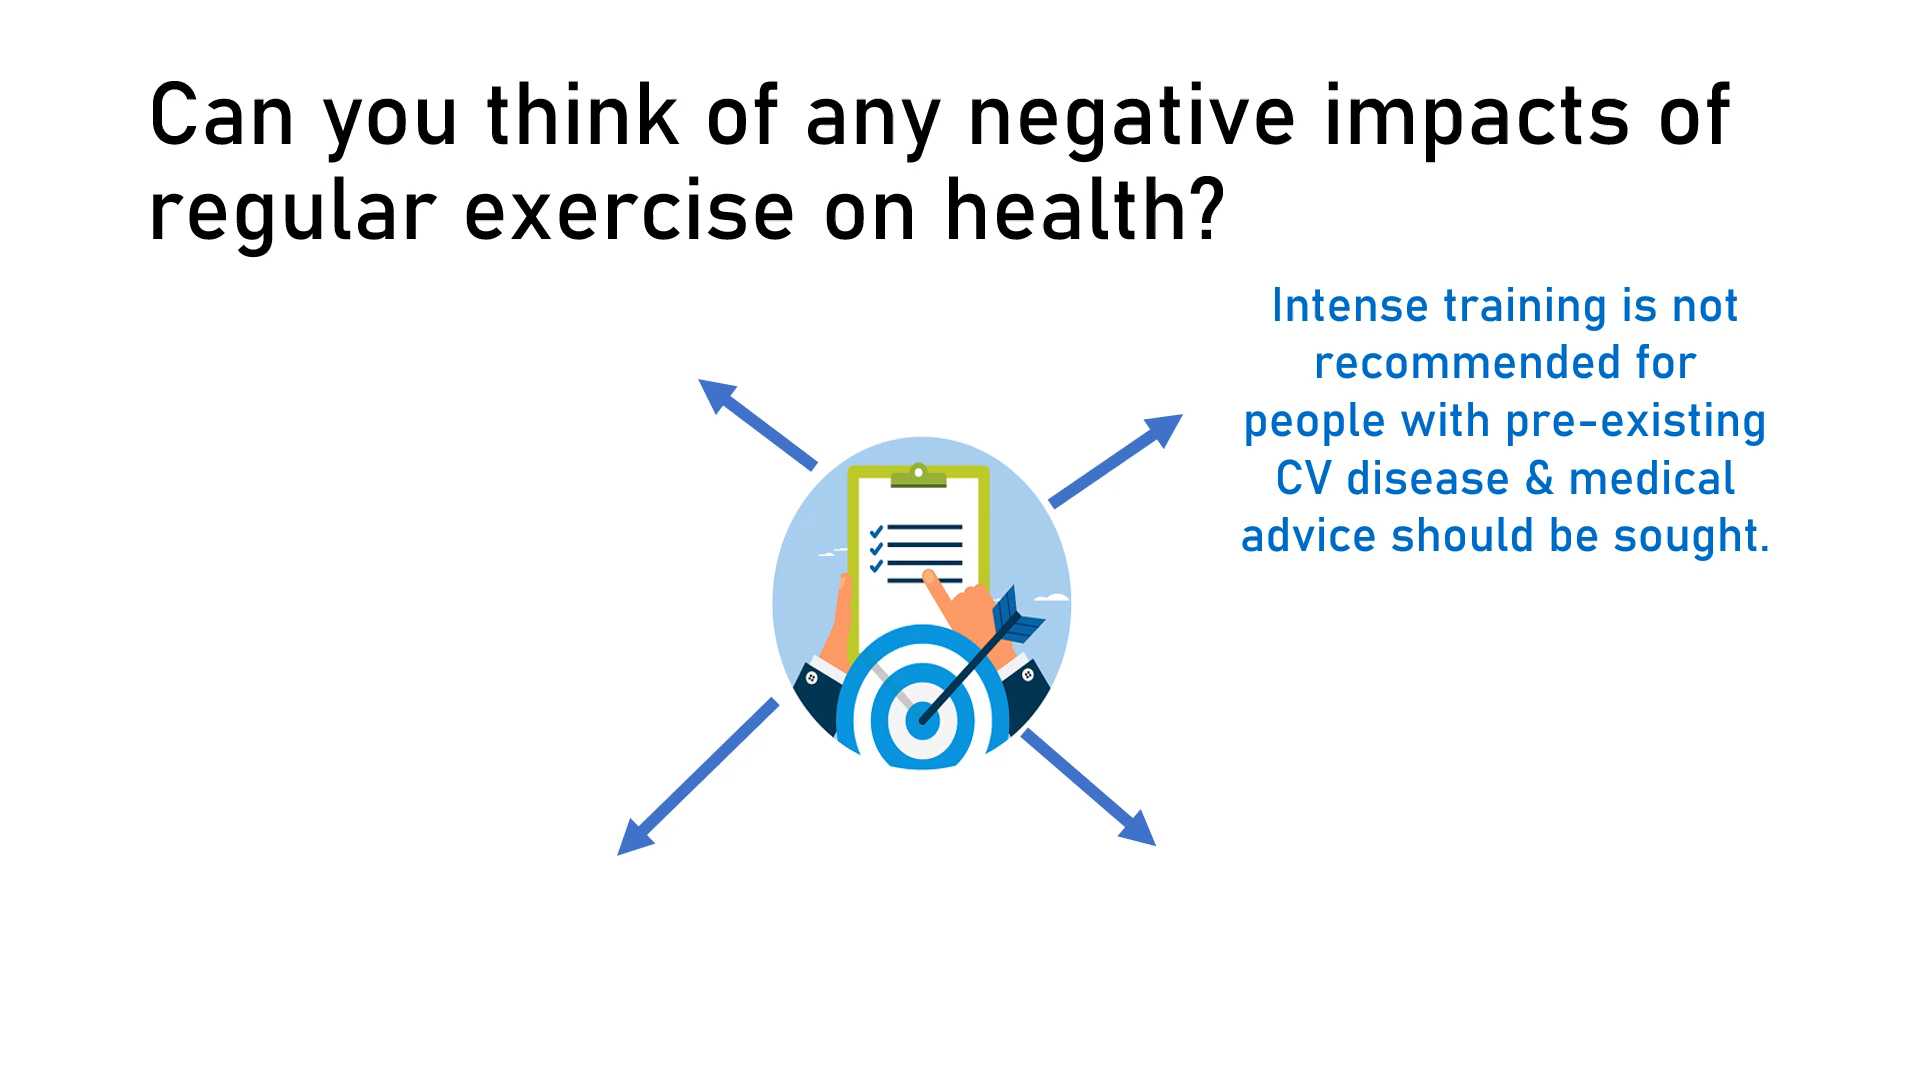 Can you think of any negative impacts of
regular exercise on health?
Intense training is not
recommended for
people with pre-existing
CV disease & medical
advice should be sought.